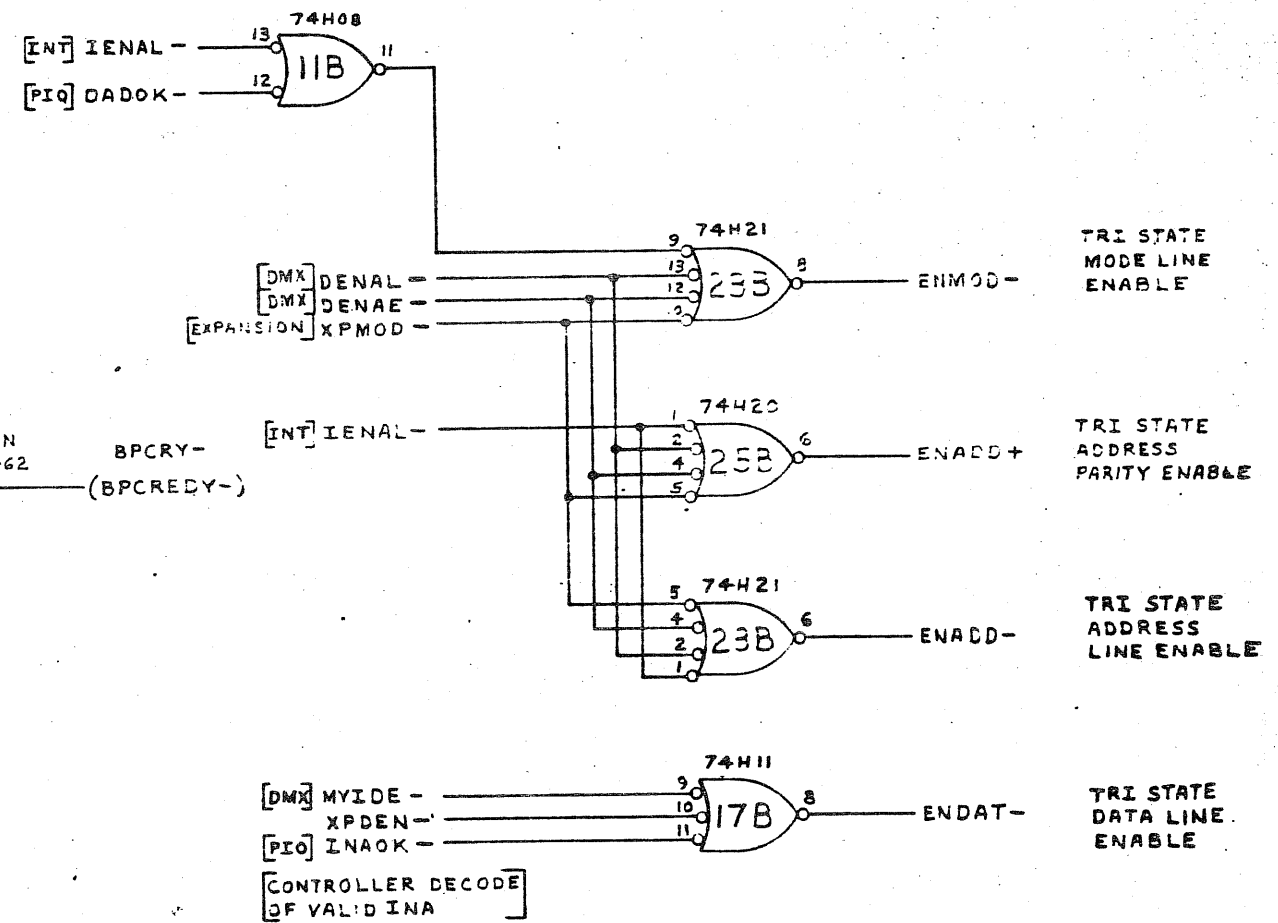 74H08
[INT] IENAL-
13
11B
11
[PIO] OADOK-
12
74H21
9
[DMX] DENAL-
13
[DMX] DENAE-
12
[EXPANSION] XPMOD-
23B
8
ENMOD-
TRI STATE
MODE LINE
ENABLE
N
62
BPCRY-
(BPCREDY-)
74H20
[INT] IENAL-
1
2
4
5
25B
6
ENADD+
TRI STATE
ADDRESS
PARITY ENABLE
74H21
5
4
2
1
23B
6
ENADD-
TRI STATE
ADDRESS
LINE ENABLE
74H11
[DMX] MYIDE-
9
XPDEN-
10
[PIO] INAOK-
11
17B
8
ENDAT-
TRI STATE
DATA LINE
ENABLE
[CONTROLLER DECODE
OF VALID INA]